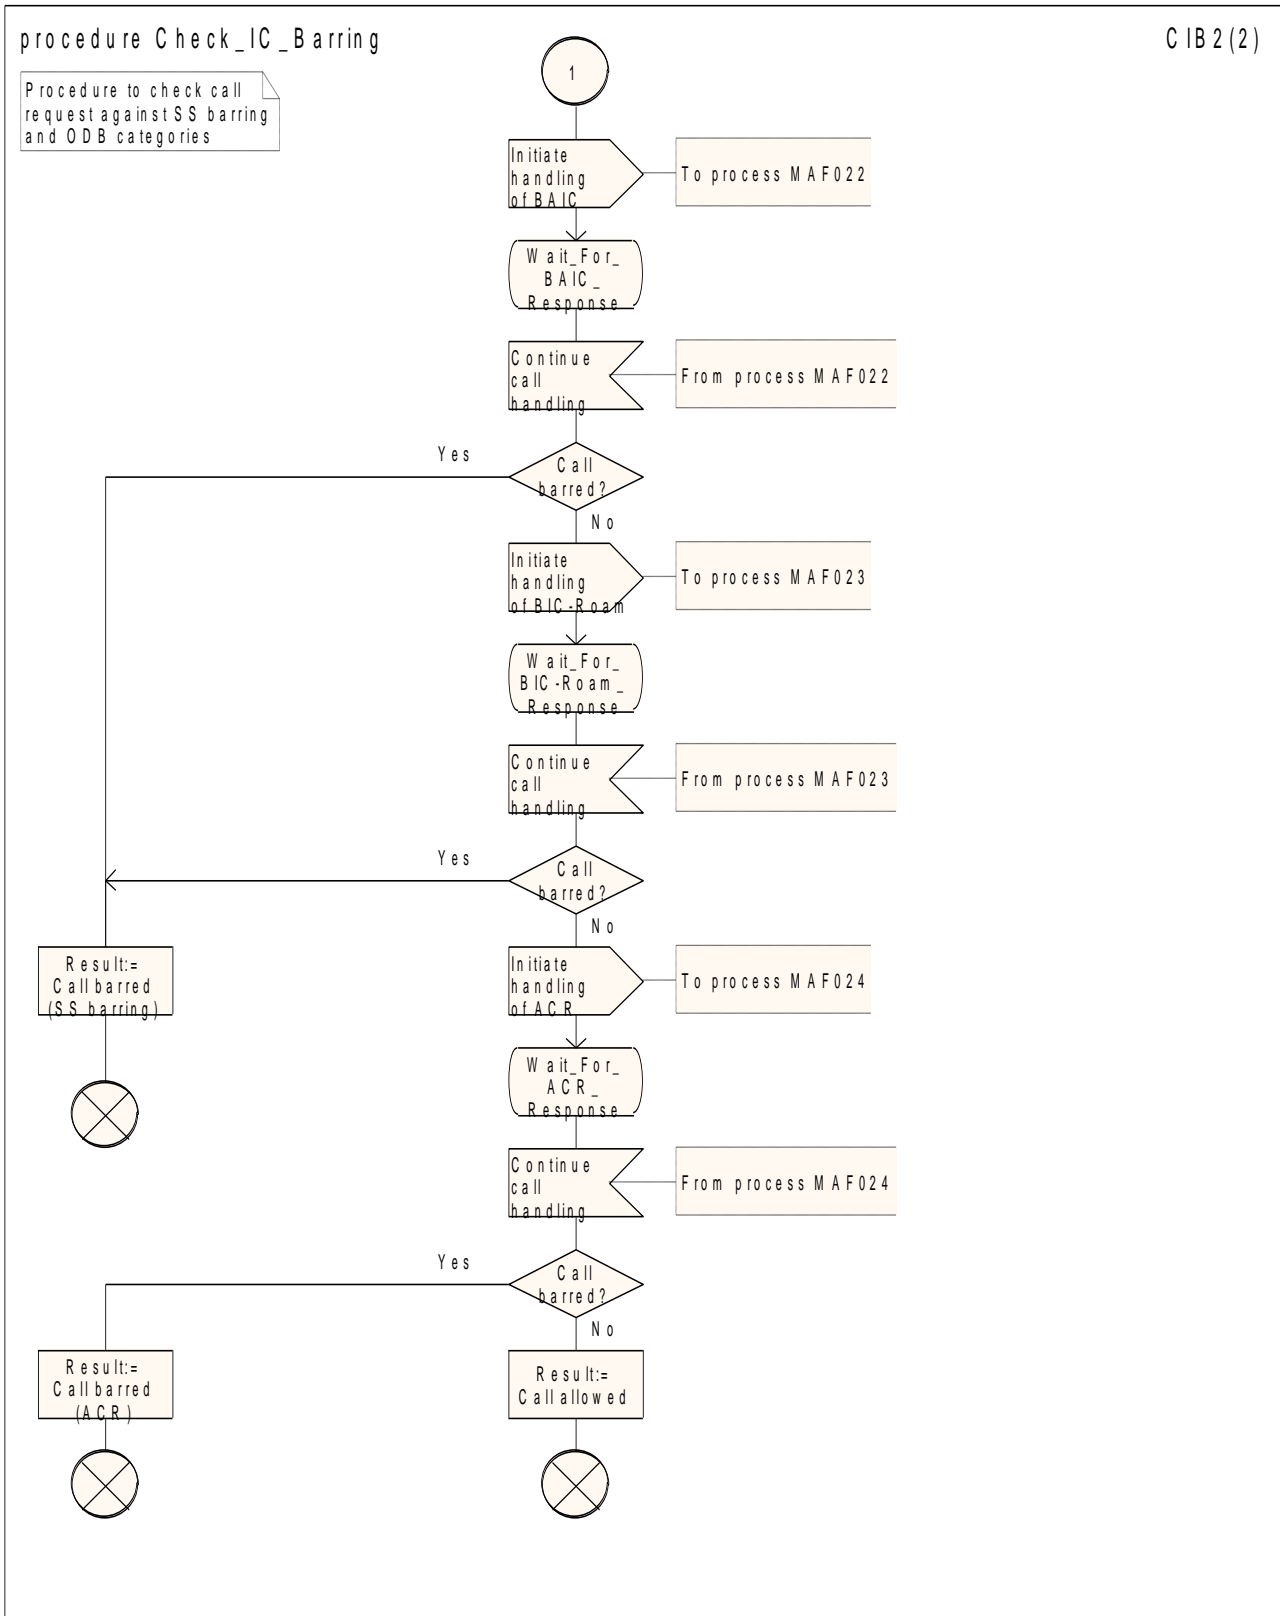 procedure Check_IC_Barring
CIB2(2)
Procedure to check call
request against SS barring
and ODB categories
1
Initiate
handling
of BAIC
To process MAF022
Wait_For_
BAIC_
Response
Continue
call
handling
From process MAF022
Yes
Call
barred?
No
Initiate
handling
of BIC-Roam
To process MAF023
Wait_For_
BIC-Roam_
Response
Continue
call
handling
From process MAF023
Yes
Call
barred?
No
Result:=
Call barred
(SS barring)
Initiate
handling
of ACR
To process MAF024
Wait_For_
ACR_
Response
Continue
call
handling
From process MAF024
Yes
Call
barred?
No
Result:=
Call barred
(ACR)
Result:=
Call allowed